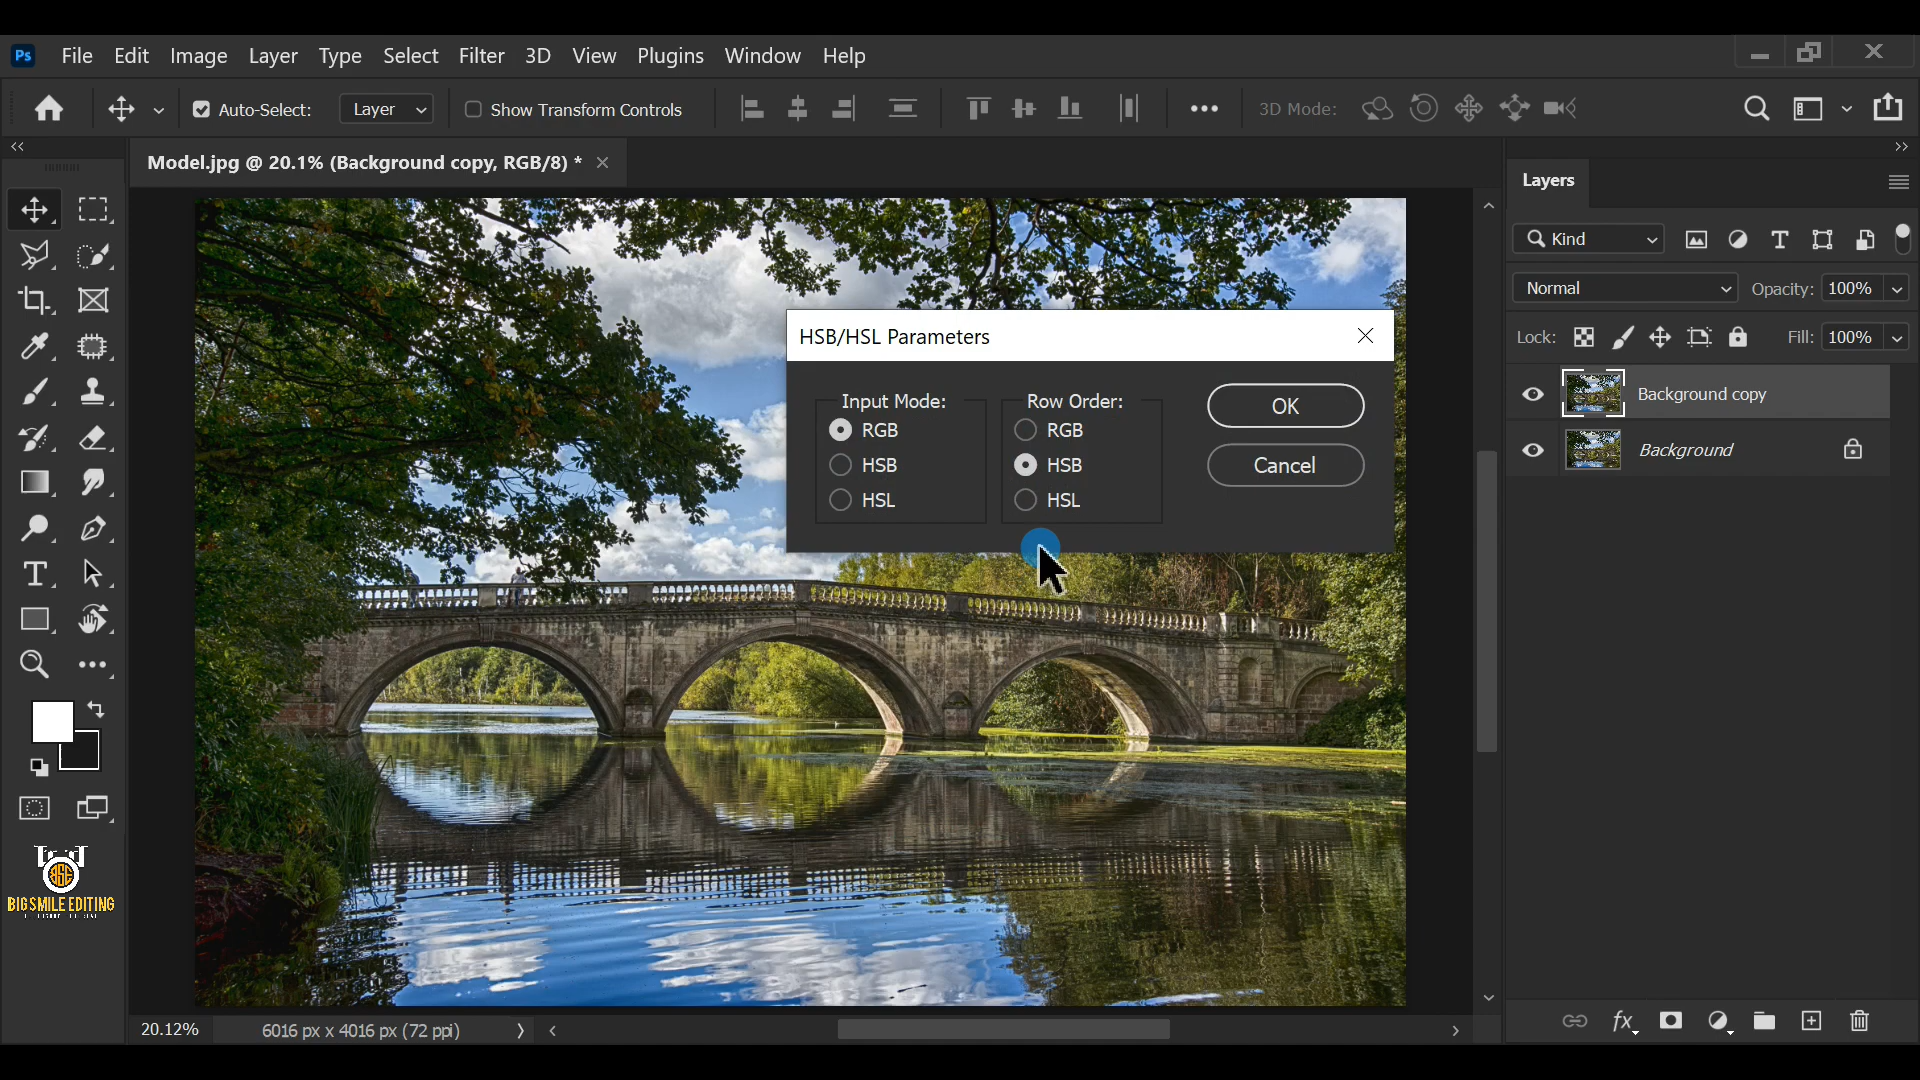 Ps File Edit Image Layer Type Select Filter 3D View Plugins Window Help
Auto-Select: Layer Show Transform Controls 3D Mode:
Model.jpg @ 20.1% (Background copy, RGB/8) *
Layers
Kind
Normal Opacity: 100%
Lock: Fill: 100%
Background copy
Background
HSB/HSL Parameters
Input Mode: Row Order:
RGB RGB
HSB HSB
HSL HSL
OK
Cancel
BIG SMILE EDITING
20.12% 6016 px x 4016 px (72 ppi)